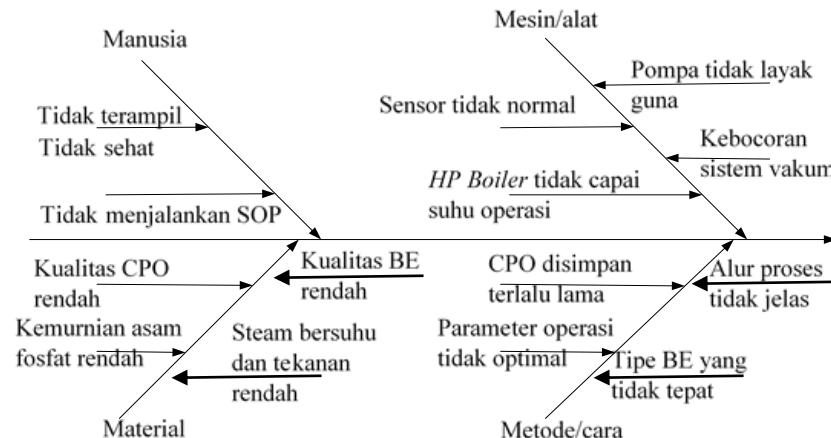 Manusia
Tidak terampil
Tidak sehat
Tidak menjalankan SOP
Mesin/alat
Pompa tidak layak
guna
Sensor tidak normal
Kebocoran
sistem vakum
HP Boiler tidak capai
suhu operasi
Kualitas CPO
rendah
Kualitas BE
rendah
Kemurnian asam
fosfat rendah
Steam bersuhu
dan tekanan
rendah
Material
CPO disimpan
terlalu lama
Alur proses
tidak jelas
Parameter operasi
tidak optimal
Tipe BE yang
tidak tepat
Metode/cara